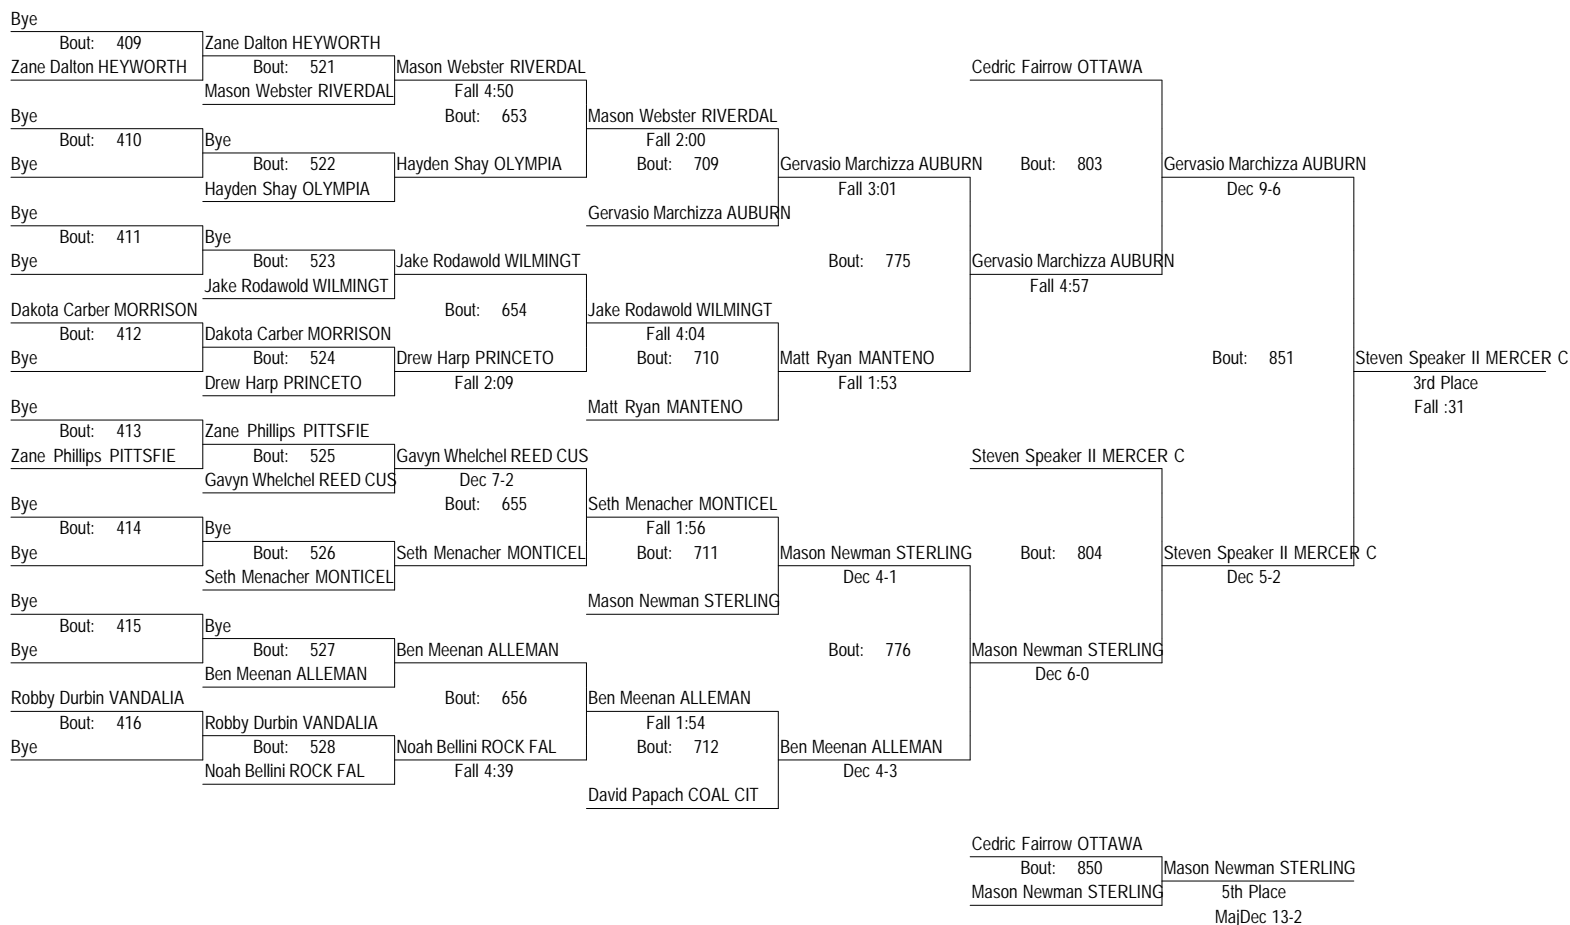 Bye
Bout: 409
Zane Dalton HEYWORTH
Bye
Bout: 410
Bye
Bye
Bout: 411
Bye
Dakota Carber MORRISON
Bout: 412
Bye
Bye
Bout: 413
Zane Phillips PITTSFIE
Bye
Bout: 414
Bye
Bye
Bout: 415
Bye
Robby Durbin VANDALIA
Bout: 416
Bye
Zane Dalton HEYWORTH
Bout: 521
Mason Webster RIVERDAL
Bye
Bout: 522
Hayden Shay OLYMPIA
Bye
Bout: 523
Jake Rodawold WILMINGT
Dakota Carber MORRISON
Bout: 524
Drew Harp PRINCETO
Zane Phillips PITTSFIE
Bout: 525
Gavyn Whelchel REED CUS
Bye
Bout: 526
Seth Menacher MONTICEL
Bye
Bout: 527
Ben Meenan ALLEMAN
Robby Durbin VANDALIA
Bout: 528
Noah Bellini ROCK FAL
Mason Webster RIVERDAL
Fall 4:50
Bout: 653
Hayden Shay OLYMPIA
Jake Rodawold WILMINGT
Bout: 654
Drew Harp PRINCETO
Fall 2:09
Gavyn Whelchel REED CUS
Dec 7-2
Bout: 655
Seth Menacher MONTICEL
Ben Meenan ALLEMAN
Bout: 656
Noah Bellini ROCK FAL
Fall 4:39
Mason Webster RIVERDAL
Fall 2:00
Bout: 709
Gervasio Marchizza AUBURN
Jake Rodawold WILMINGT
Fall 4:04
Bout: 710
Matt Ryan MANTENO
Seth Menacher MONTICEL
Fall 1:56
Bout: 711
Mason Newman STERLING
Ben Meenan ALLEMAN
Fall 1:54
Bout: 712
David Papach COAL CIT
Gervasio Marchizza AUBURN
Fall 3:01
Bout: 775
Matt Ryan MANTENO
Fall 1:53
Mason Newman STERLING
Dec 4-1
Bout: 776
Ben Meenan ALLEMAN
Dec 4-3
Cedric Fairrow OTTAWA
Bout: 803
Gervasio Marchizza AUBURN
Fall 4:57
Steven Speaker II MERCER C
Bout: 804
Mason Newman STERLING
Dec 6-0
Gervasio Marchizza AUBURN
Dec 9-6
Bout: 851
Steven Speaker II MERCER C
Dec 5-2
Steven Speaker II MERCER C
3rd Place
Fall :31
Cedric Fairrow OTTAWA
Bout: 850
Mason Newman STERLING
Mason Newman STERLING
5th Place
MajDec 13-2